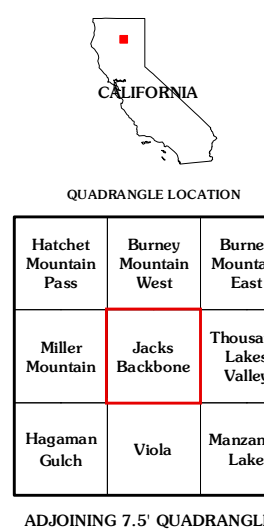 CALIFORNIA
QUADRANGLE LOCATION
Hatchet
Mountain
Pass
Burney
Mountain
West
Burne
Mounta
East
Miller
Mountain
Jacks
Backbone
Thousa
Lakes
Valley
Hagaman
Gulch
Viola
Manzan
Lake
ADJOINING 7.5' QUADRANGLE